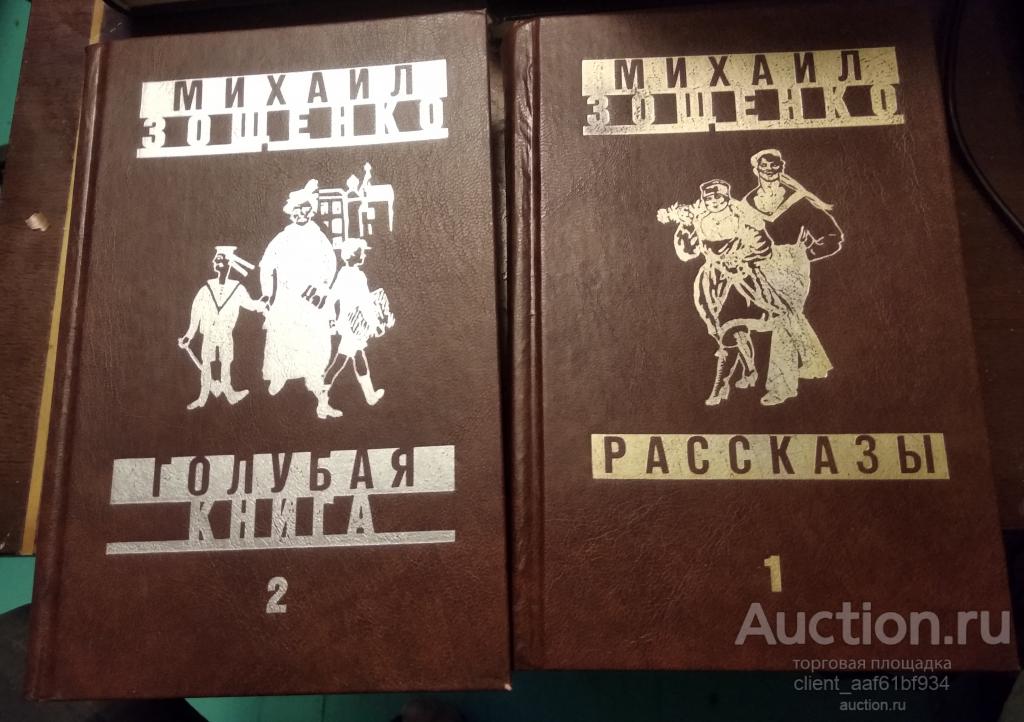 МИХАИЛ
ЗОЩЕНКО
ГОЛУБАЯ
КНИГА
2
МИХАИЛ
ЗОЩЕНКО
РАССКАЗЫ
1
Auction.ru
торговая площадка
client_aaf61bf934
auction.ru